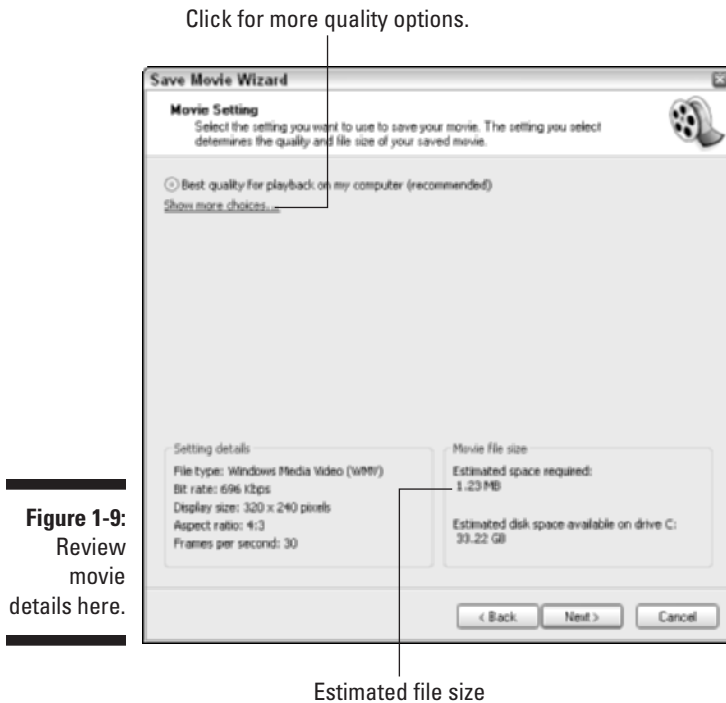 Click for more quality options.
Save Movie Wizard
Movie Setting
Select the setting you want to use to save your movie. The setting you select
determines the quality and file size of your saved movie.
Best quality for playback on my computer (recommended)
Show more choices...
Setting details
File type: Windows Media Video (WMV)
Bit rate: 696 Kbps
Display size: 320 x 240 pixels
Aspect ratio: 4:3
Frames per second: 30
Movie file size
Estimated space required:
1.23 MB
Estimated disk space available on drive C:
33.22 GB
< Back
Next >
Cancel
Figure 1-9:
Review
movie
details here.
Estimated file size